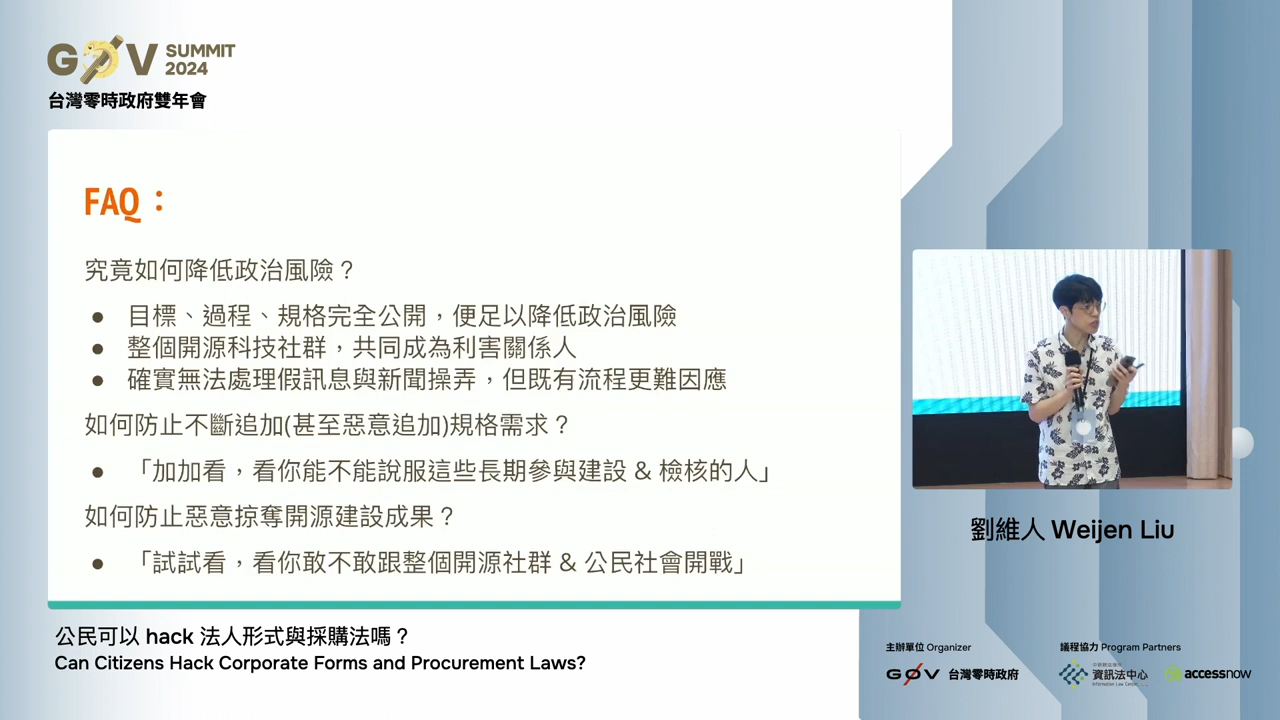 G0V SUMMIT 2024
台灣零時政府雙年會
FAQ：
究竟如何降低政治風險？
● 目標、過程、規格完全公開，便足以降低政治風險
● 整個開源科技社群，共同成為利害關係人
● 確實無法處理假訊息與新聞操弄，但既有流程更難因應
如何防止不斷追加(甚至惡意追加)規格需求？
● 「加加看，看你能不能說服這些長期參與建設 & 檢核的人」
如何防止惡意掠奪開源建設成果？
● 「試試看，看你敢不敢跟整個開源社群 & 公民社會開戰」
劉維人 Weijen Liu
公民可以 hack 法人形式與採購法嗎？
Can Citizens Hack Corporate Forms and Procurement Laws?
主辦單位 Organizer
G0V 台灣零時政府
議程協力 Program Partners
資訊法中心
Information Law Center
accessnow